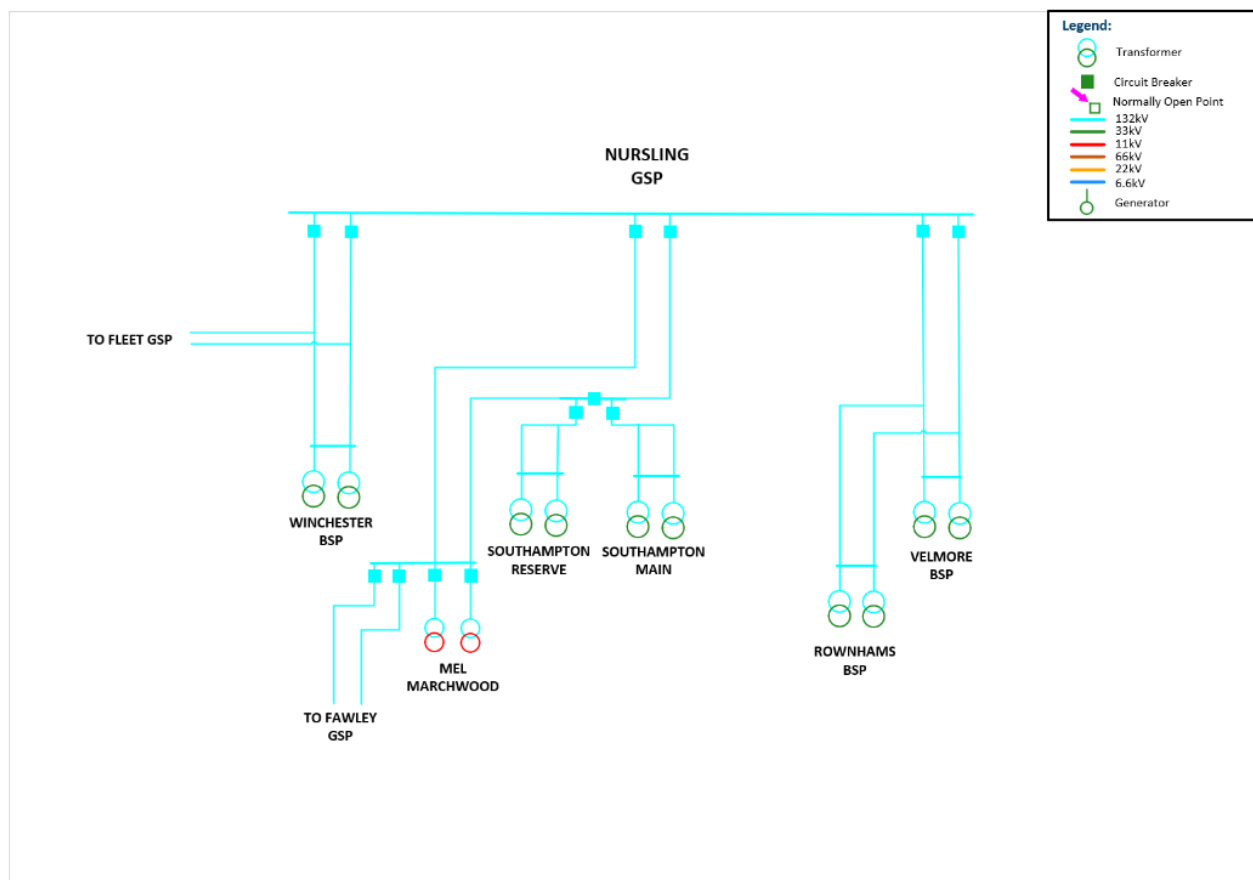 Legend:
Transformer
Circuit Breaker
Normally Open Point
132kV
33kV
11kV
66kV
22kV
6.6kV
Generator
NURSLING
GSP
TO FLEET GSP
WINCHESTER
BSP
SOUTHAMPTON
RESERVE
SOUTHAMPTON
MAIN
VELMORE
BSP
ROWNHAMS
BSP
MEL
MARCHWOOD
TO FAWLEY
GSP